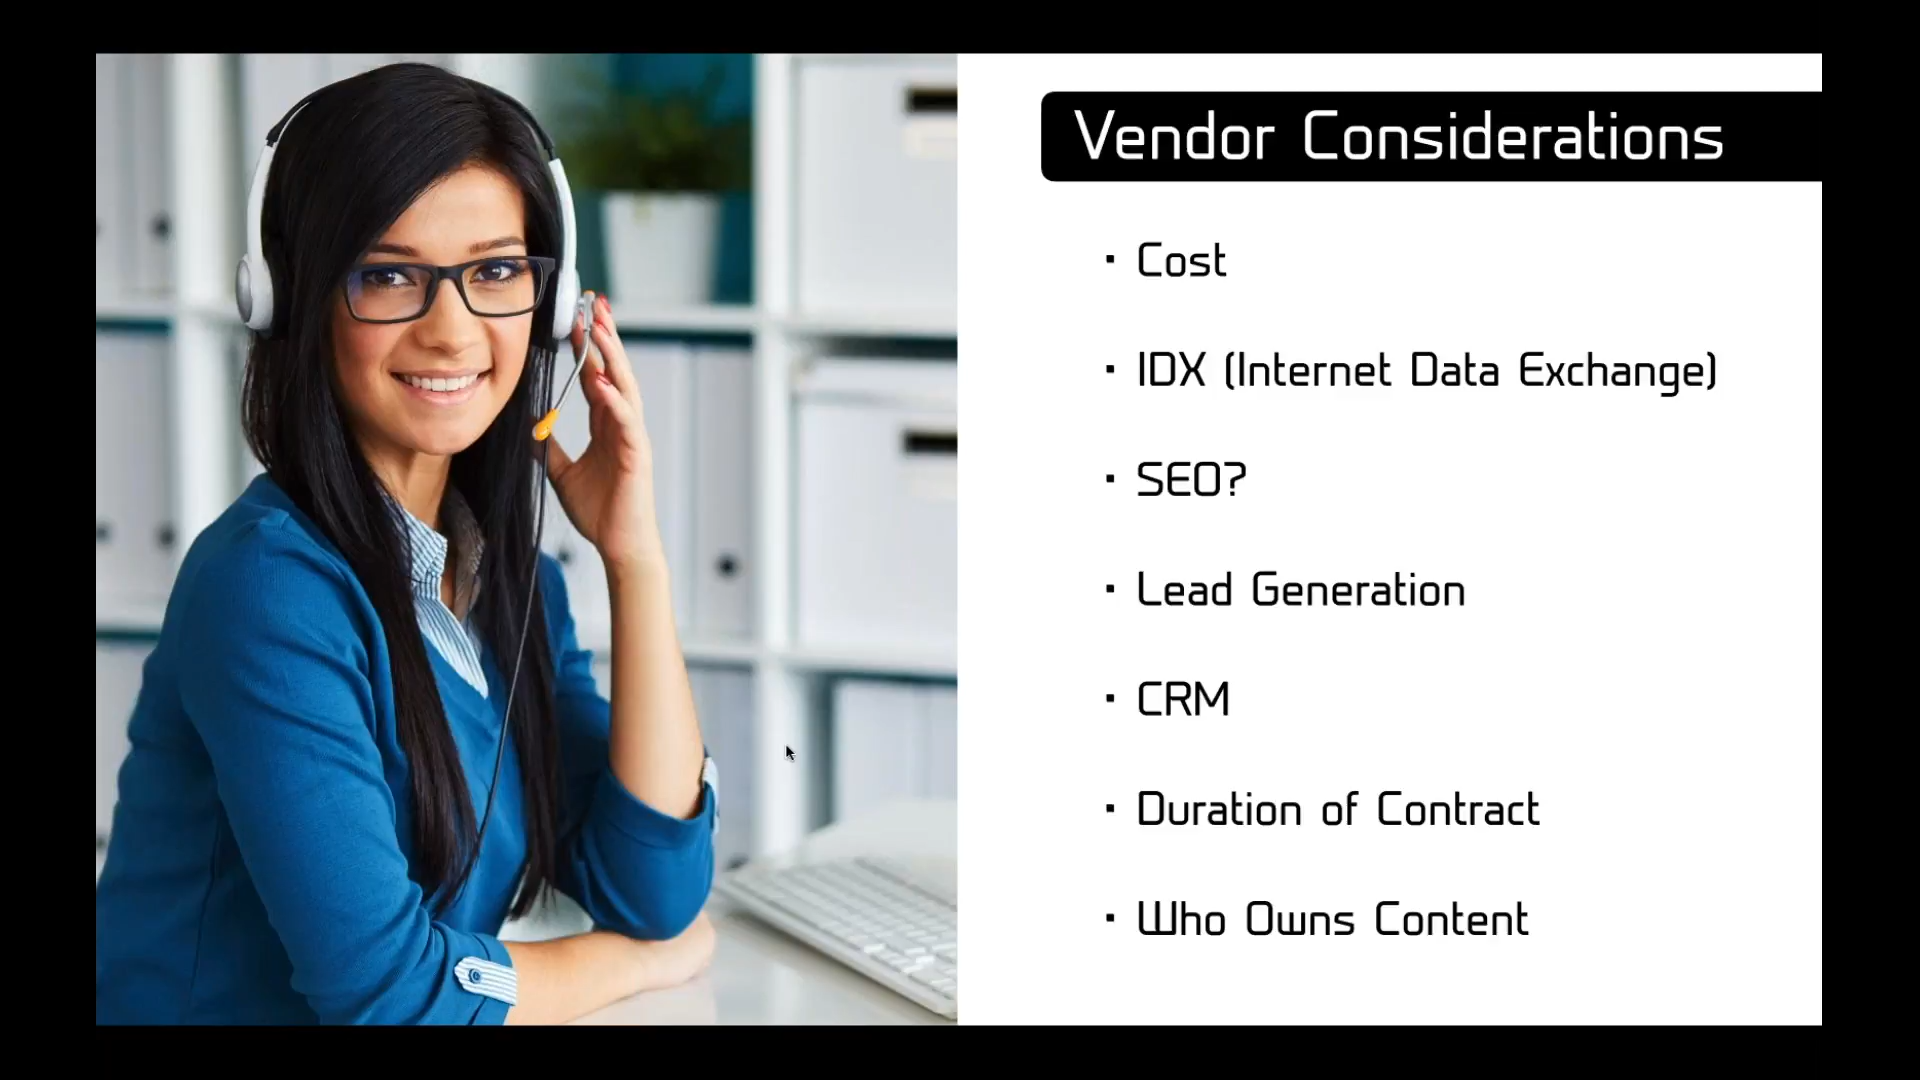 Vendor Considerations
· Cost
· IDX (Internet Data Exchange)
· SEO?
· Lead Generation
· CRM
· Duration of Contract
· Who Owns Content